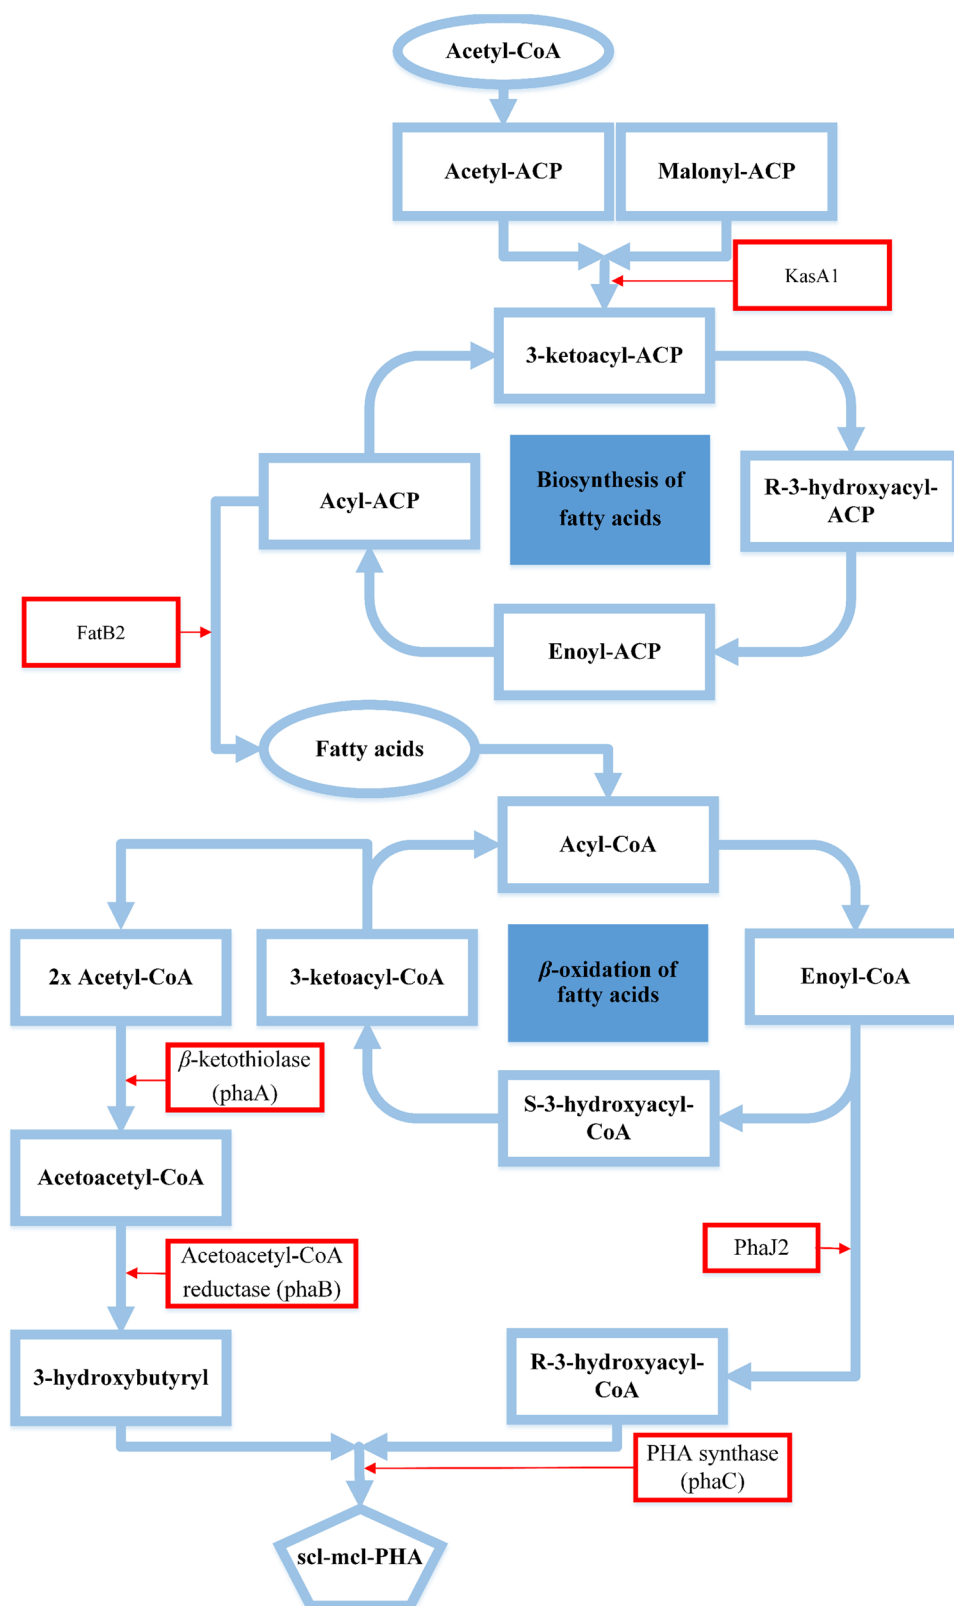 Acetyl-CoA
Acetyl-ACP
Malonyl-ACP
KasA1
3-ketoacyl-ACP
Biosynthesis of
fatty acids
R-3-hydroxyacyl-
ACP
Acyl-ACP
FatB2
Enoyl-ACP
Fatty acids
Acyl-CoA
2x Acetyl-CoA
3-ketoacyl-CoA
β-oxidation of
fatty acids
Enoyl-CoA
β-ketothiolase
(phaA)
S-3-hydroxyacyl-
CoA
Acetoacetyl-CoA
PhaJ2
Acetoacetyl-CoA
reductase (phaB)
3-hydroxybutyryl
R-3-hydroxyacyl-
CoA
PHA synthase
(phaC)
scl-mcl-PHA